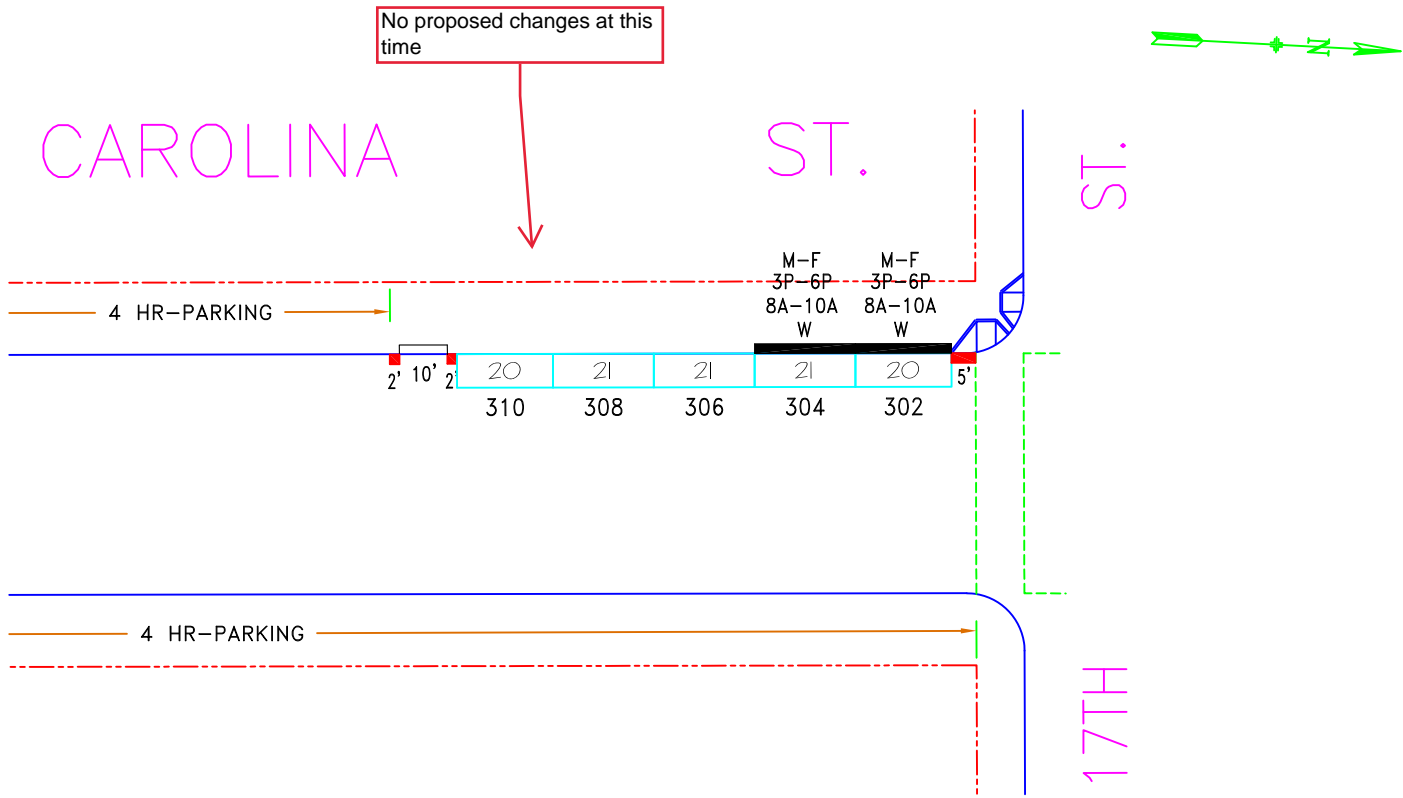 No proposed changes at this
time
N
CAROLINA ST.
ST.
M-F
3P-6P
8A-10A
W
M-F
3P-6P
8A-10A
W
4 HR-PARKING
2' 10' 2' 20 21 21 21 20 5'
310 308 306 304 302
4 HR-PARKING
17TH